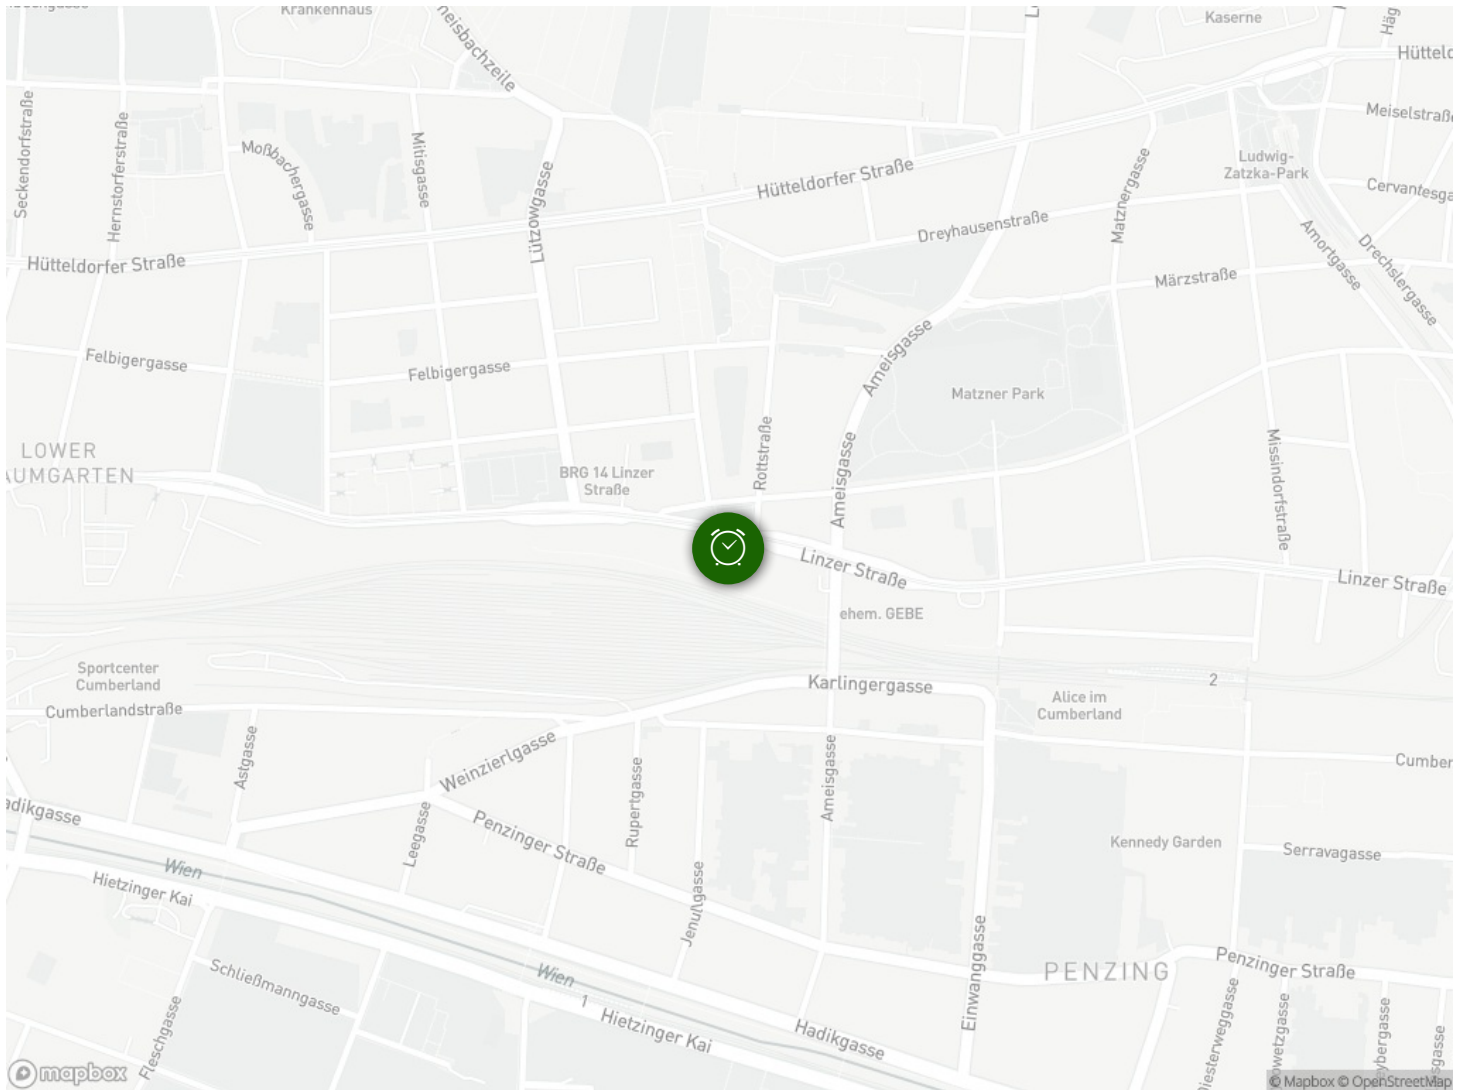 Krankenhaus
Kaserne
Hüttel
Meiselstraß
Seckendorfstraße
Hernstorferstraße
Moßbachergasse
Mitisgasse
Lützowgasse
Hütteldorfer Straße
Ludwig-
Zatzka-Park
Matznergasse
Cervantesga
Dreyhausenstraße
Amortgasse
Drechslergasse
Hütteldorfer Straße
Märzstraße
Felbigergasse
Felbigergasse
Ameisgasse
Matzner Park
LOWER
AUMGARTEN
BRG 14 Linzer
Straße
Rottstraße
Ameisgasse
Missindorfstraße
Linzer Straße
Linzer Straße
ehem. GEBE
Sportcenter
Cumberland
Karlingergasse
2
Alice im
Cumberland
Cumberlandstraße
Astgasse
Weinzierlgasse
Rupertgasse
Ameisgasse
Cumber
adikgasse
Leegasse
Penzinger Straße
Kennedy Garden
Serravagasse
Wien
Hietzinger Kai
Jenullgasse
Einwanggasse
PENZING
Penzinger Straße
Schließmanngasse
Wien
1
Fleschgasse
Hietzinger Kai
Hadikgasse
Diesterweggasse
mapbox
© Mapbox © OpenStreetMap